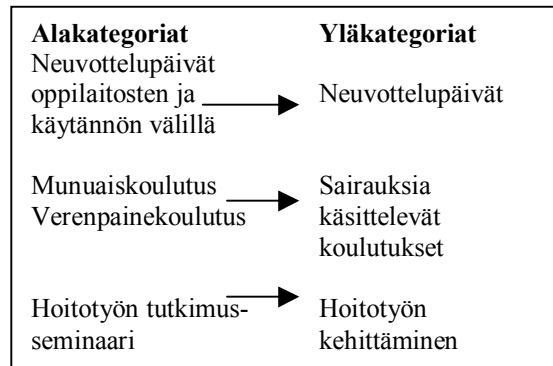 Alakategoriat Yläkategoriat
Neuvottelupäivät
oppilaitosten ja Neuvottelupäivät
käytännön välillä
Munuaiskoulutus Sairauksia
Verenpainekoulutus käsittelevät
koulutukset
Hoitotyön tutkimus- Hoitotyön
seminaari kehittäminen